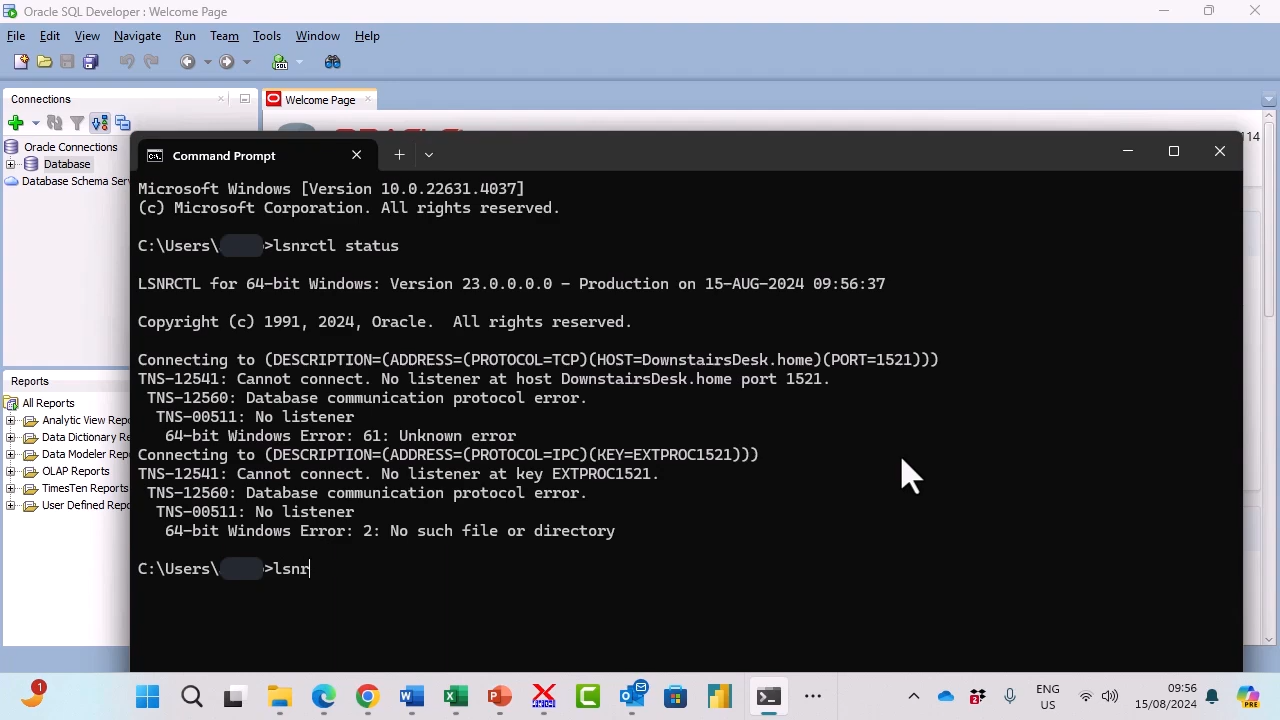 Oracle SQL Developer : Welcome Page
File Edit View Navigate Run Team Tools Window Help
Connections
Welcome Page
Oracle Connections
Database
Database Schema Serv
114
Command Prompt
Microsoft Windows [Version 10.0.22631.4037]
(c) Microsoft Corporation. All rights reserved.
C:\Users\ >lsnrctl status
LSNRCTL for 64-bit Windows: Version 23.0.0.0.0 - Production on 15-AUG-2024 09:56:37
Copyright (c) 1991, 2024, Oracle.  All rights reserved.
Connecting to (DESCRIPTION=(ADDRESS=(PROTOCOL=TCP)(HOST=DownstairsDesk.home)(PORT=1521)))
TNS-12541: Cannot connect. No listener at host DownstairsDesk.home port 1521.
TNS-12560: Database communication protocol error.
TNS-00511: No listener
64-bit Windows Error: 61: Unknown error
Connecting to (DESCRIPTION=(ADDRESS=(PROTOCOL=IPC)(KEY=EXTPROC1521)))
TNS-12541: Cannot connect. No listener at key EXTPROC1521.
TNS-12560: Database communication protocol error.
TNS-00511: No listener
64-bit Windows Error: 2: No such file or directory
C:\Users\ >lsnr
Reports
All Reports
Analytic View Repo
Data Dictionary Re
Data Modeler Repo
OLAP Reports
TimesTen Reports
User Defined Repo
1
ENG
US
09:56
15/08/2024
2
PRE